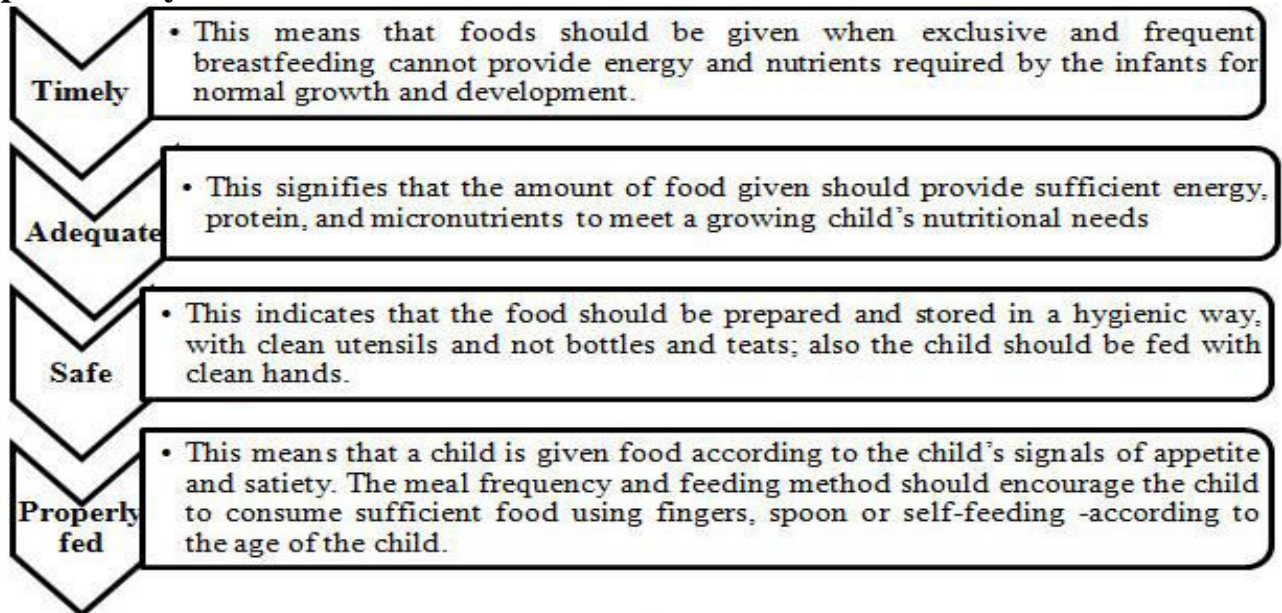 Timely
• This means that foods should be given when exclusive and frequent
breastfeeding cannot provide energy and nutrients required by the infants for
normal growth and development.
Adequate
• This signifies that the amount of food given should provide sufficient energy,
protein, and micronutrients to meet a growing child's nutritional needs
Safe
• This indicates that the food should be prepared and stored in a hygienic way,
with clean utensils and not bottles and teats; also the child should be fed with
clean hands.
Properly
fed
• This means that a child is given food according to the child's signals of appetite
and satiety. The meal frequency and feeding method should encourage the child
to consume sufficient food using fingers, spoon or self-feeding -according to
the age of the child.